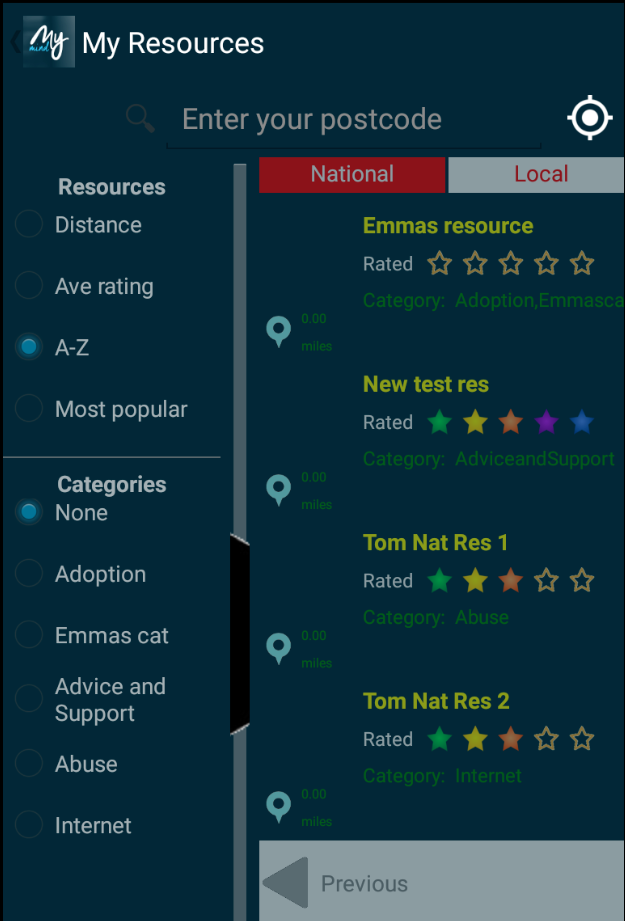 My
mind
My Resources
Enter your postcode
Resources
Distance
Ave rating
A-Z
Most popular
Categories
None
Adoption
Emmas cat
Advice and
Support
Abuse
Internet
National
Local
Emmas resource
Rated
Category: Adoption,Emmasca
0.00
miles
New test res
Rated
Category: AdviceandSupport
0.00
miles
Tom Nat Res 1
Rated
Category: Abuse
0.00
miles
Tom Nat Res 2
Rated
Category: Internet
0.00
miles
Previous